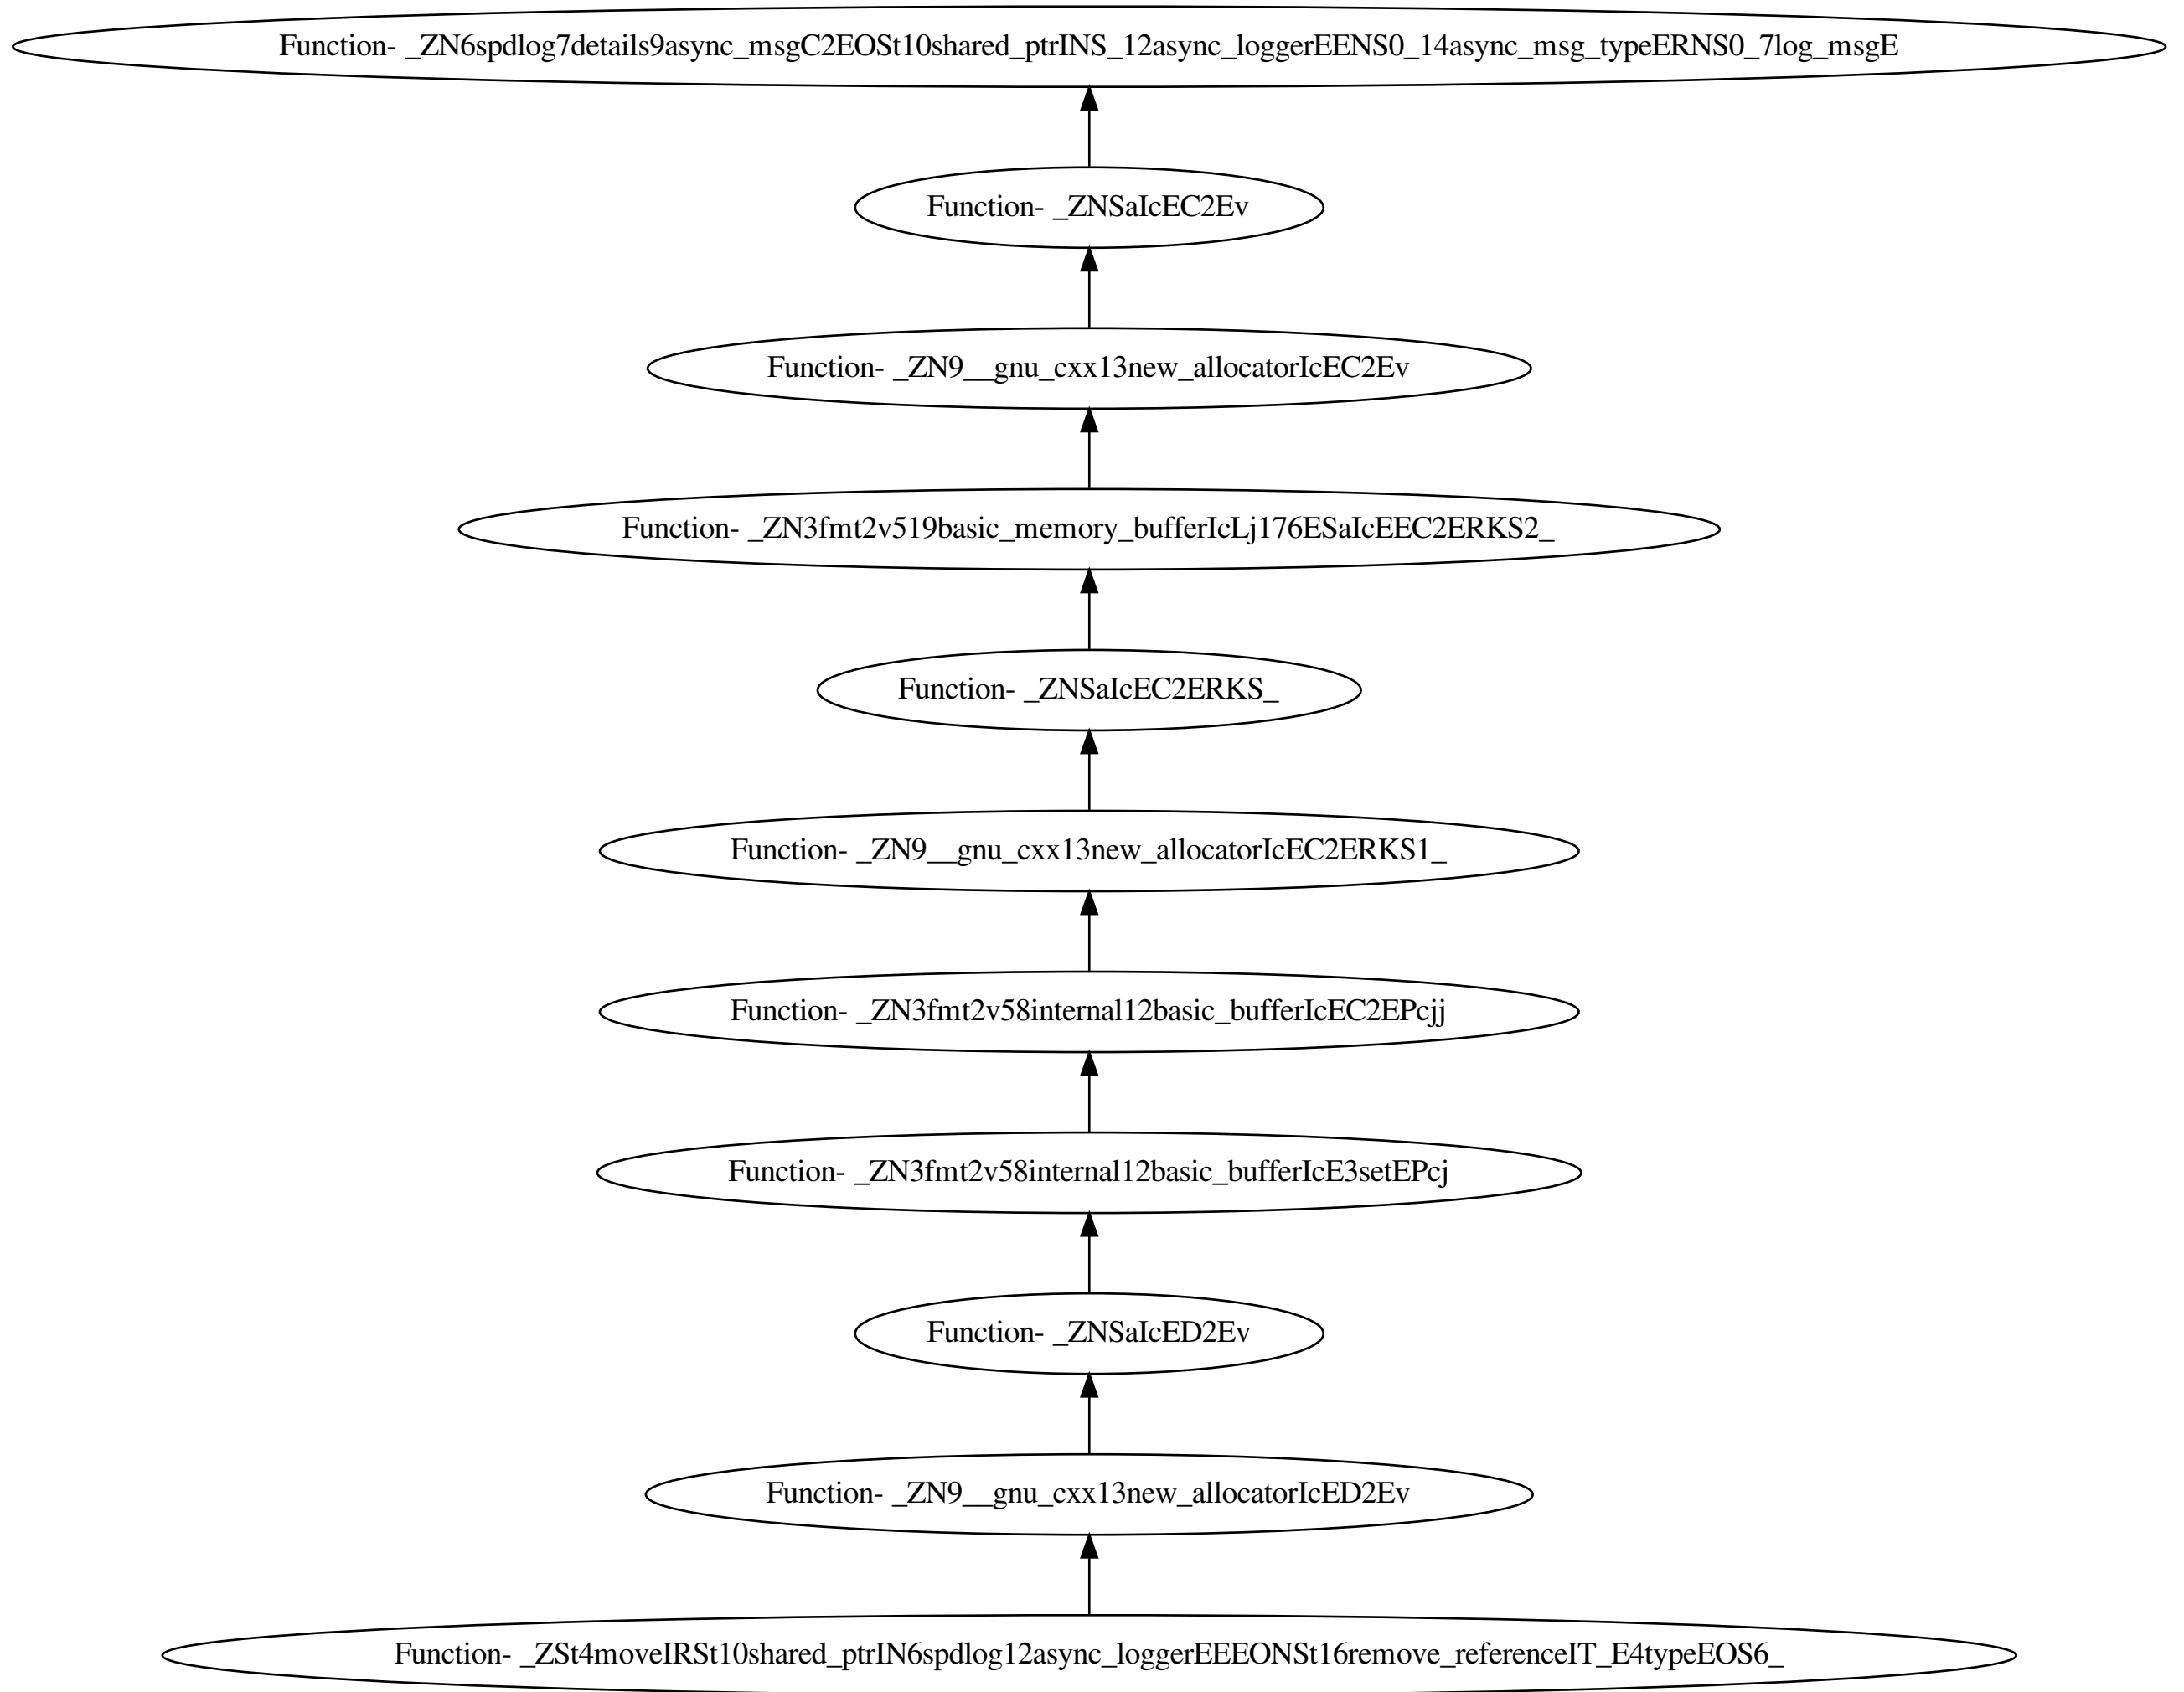 Function- _ZN6spdlog7details9async_msgC2EOSt10shared_ptrINS_12async_loggerEENS0_14async_msg_typeERNS0_7log_msgE
Function- _ZNSaIcEC2Ev
Function- _ZN9__gnu_cxx13new_allocatorIcEC2Ev
Function- _ZN3fmt2v519basic_memory_bufferIcLj176ESaIcEEC2ERKS2_
Function- _ZNSaIcEC2ERKS_
Function- _ZN9__gnu_cxx13new_allocatorIcEC2ERKS1_
Function- _ZN3fmt2v58internal12basic_bufferIcEC2EPcjj
Function- _ZN3fmt2v58internal12basic_bufferIcE3setEPcj
Function- _ZNSaIcED2Ev
Function- _ZN9__gnu_cxx13new_allocatorIcED2Ev
Function- _ZSt4moveIRSt10shared_ptrIN6spdlog12async_loggerEEEONSt16remove_referenceIT_E4typeEOS6_